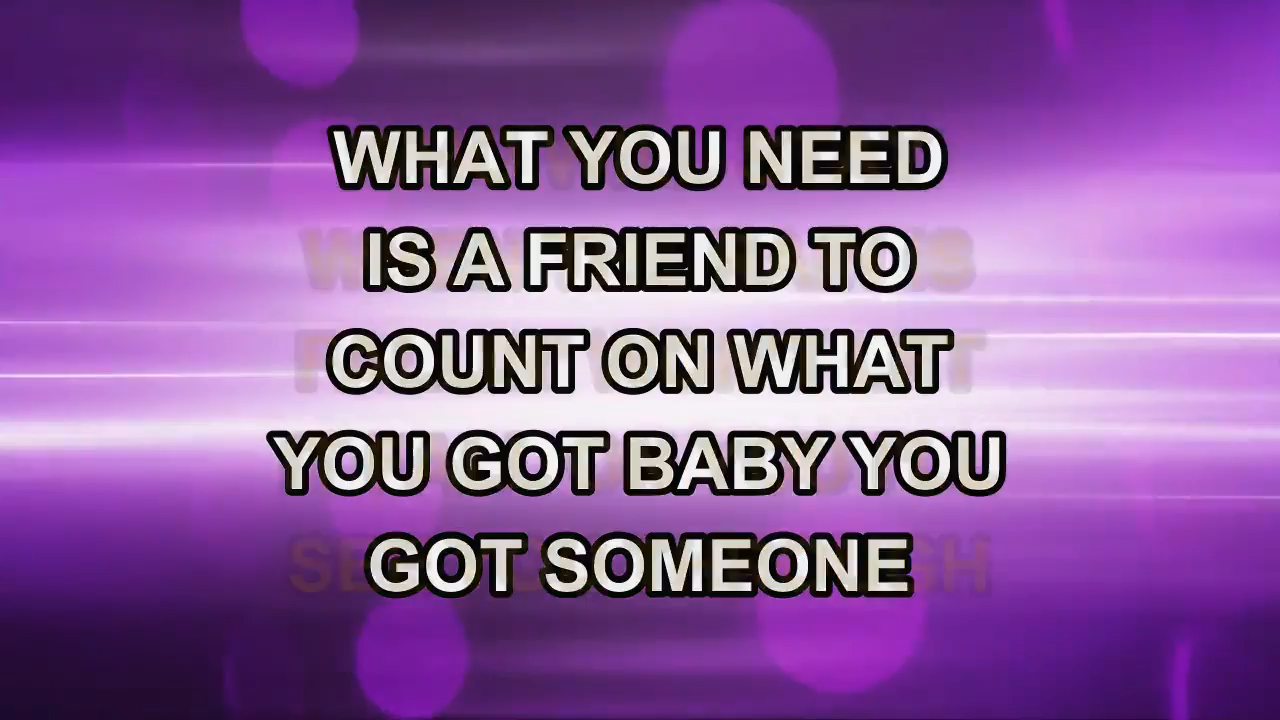 WHAT YOU NEED
IS A FRIEND TO
COUNT ON WHAT
YOU GOT BABY YOU
GOT SOMEONE